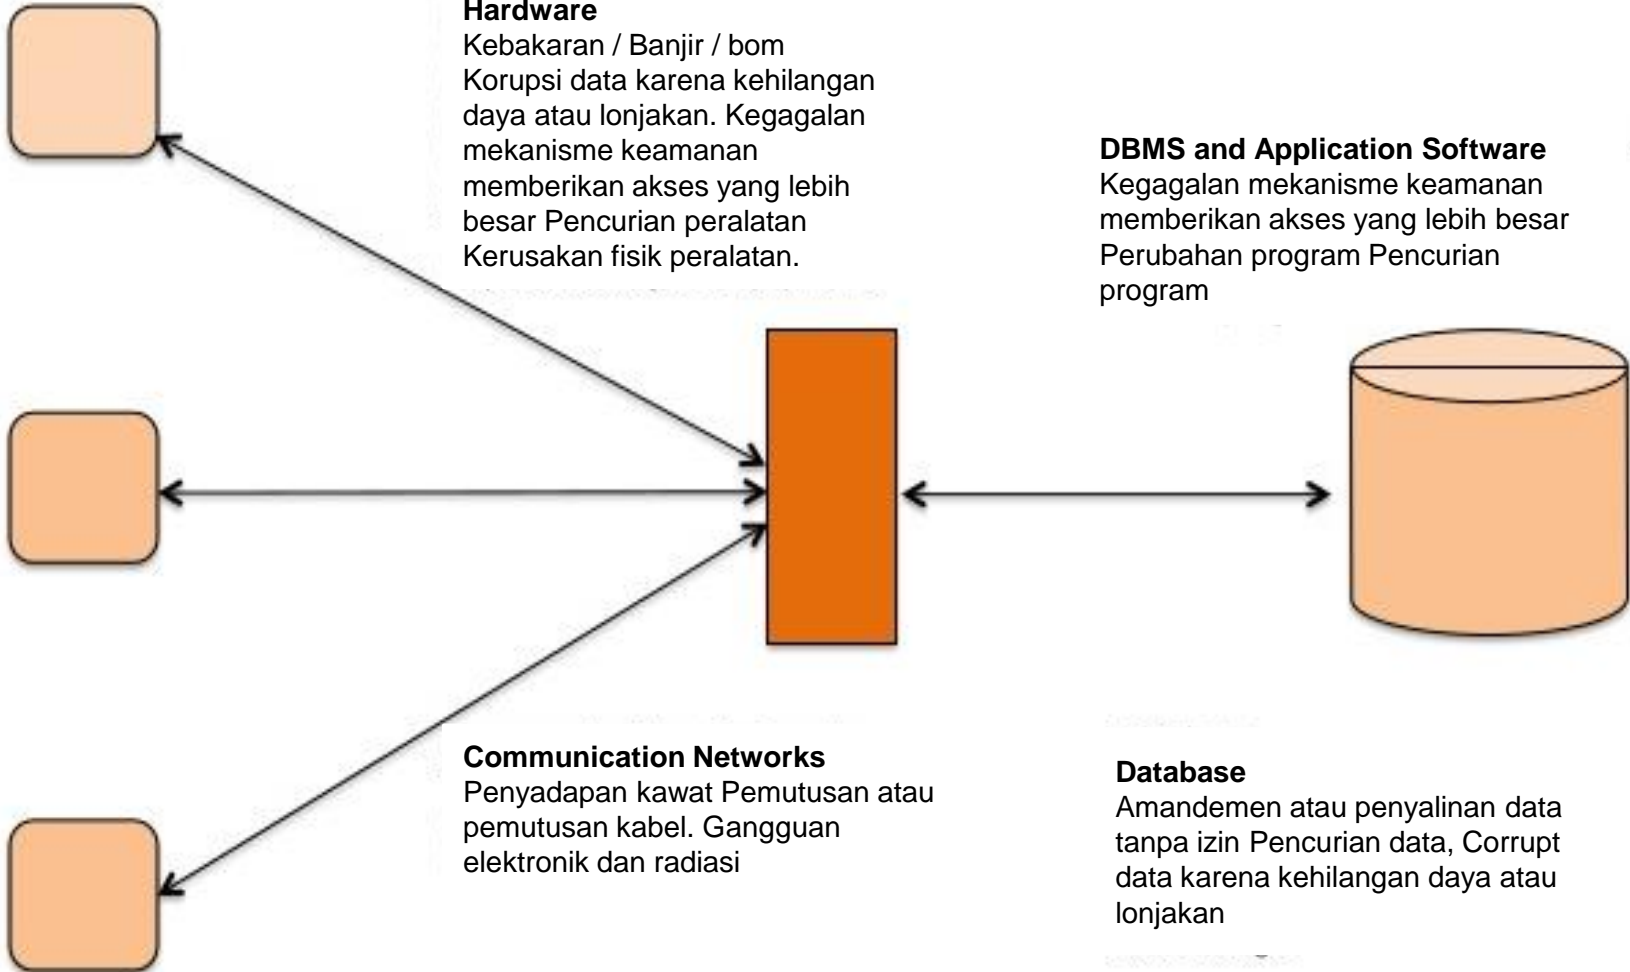 Hardware
Kebakaran / Banjir / bom
Korupsi data karena kehilangan
daya atau lonjakan. Kegagalan
mekanisme keamanan
memberikan akses yang lebih
besar Pencurian peralatan
Kerusakan fisik peralatan.
DBMS and Application Software
Kegagalan mekanisme keamanan
memberikan akses yang lebih besar
Perubahan program Pencurian
program
Communication Networks
Penyadapan kawat Pemutusan atau
pemutusan kabel. Gangguan
elektronik dan radiasi
Database
Amandemen atau penyalinan data
tanpa izin Pencurian data, Corrupt
data karena kehilangan daya atau
lonjakan